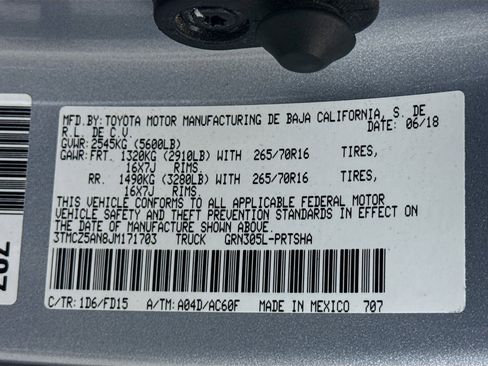 MFD.BY: TOYOTA MOTOR MANUFACTURING DE BAJA CALIFORNIA, S. DE
R.L. DE C.V. DATE: 06/18
GVWR: 2545KG (5600LB)
GAWR: FRT. 1320KG (2910LB) WITH 265/70R16 TIRES,
16X7J RIMS
RR. 1490KG (3280LB) WITH 265/70R16 TIRES,
16X7J RIMS
THIS VEHICLE CONFORMS TO ALL APPLICABLE FEDERAL MOTOR
VEHICLE SAFETY AND THEFT PREVENTION STANDARDS IN EFFECT ON
THE DATE OF MANUFACTURE SHOWN ABOVE.
3TMCZ5AN8JM171703 TRUCK GRN305L-PRTSHA
C/TR: 1D6/FD15 A/TM: A04D/AC60F MADE IN MEXICO 707